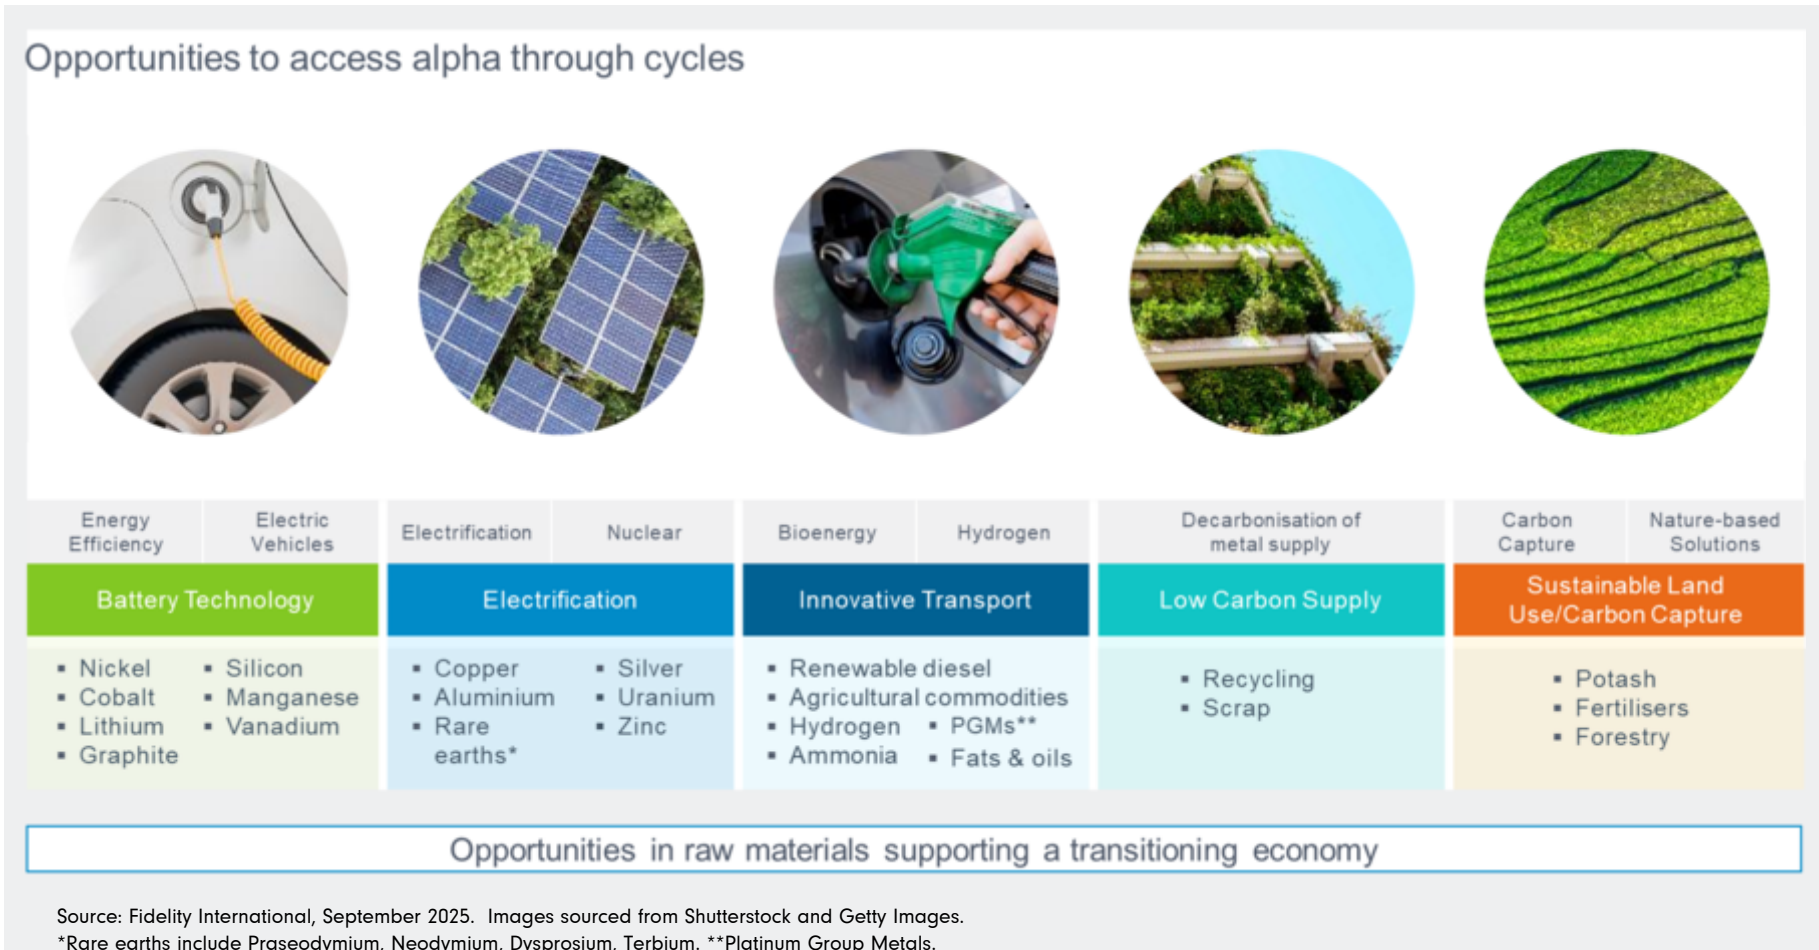 Opportunities to access alpha through cycles
Energy
Efficiency
Electric
Vehicles
Battery Technology
▪ Nickel
▪ Cobalt
▪ Lithium
▪ Graphite
▪ Silicon
▪ Manganese
▪ Vanadium
Electrification
Nuclear
Electrification
▪ Copper
▪ Aluminium
▪ Rare
earths*
▪ Silver
▪ Uranium
▪ Zinc
Bioenergy
Hydrogen
Innovative Transport
▪ Renewable diesel
▪ Agricultural commodities
▪ Hydrogen
▪ Ammonia
▪ PGMs**
▪ Fats & oils
Decarbonisation of
metal supply
Low Carbon Supply
▪ Recycling
▪ Scrap
Carbon
Capture
Nature-based
Solutions
Sustainable Land
Use/Carbon Capture
▪ Potash
▪ Fertilisers
▪ Forestry
Opportunities in raw materials supporting a transitioning economy
Source: Fidelity International, September 2025. Images sourced from Shutterstock and Getty Images.
*Rare earths include Praseodymium, Neodymium, Dysprosium, Terbium. **Platinum Group Metals.